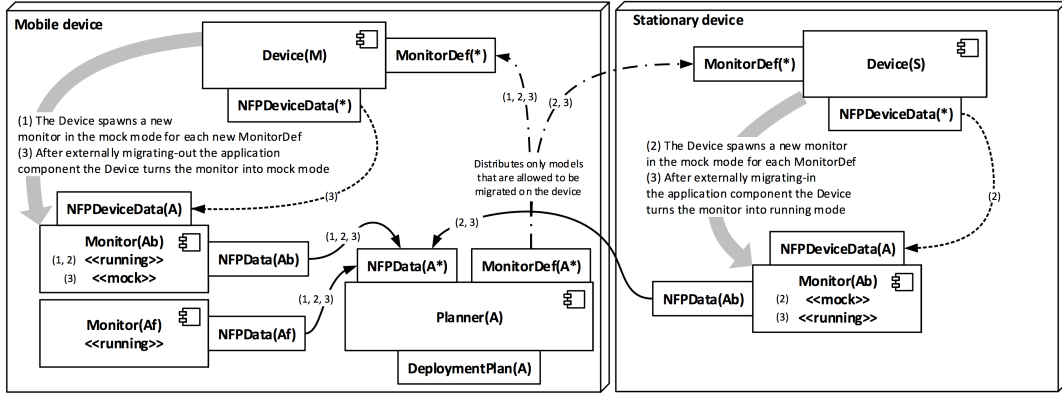 Mobile device
Device(M)
MonitorDef(*)
NFPDeviceData(*)
(1) The Device spawns a new
monitor in the mock mode for each new MonitorDef
(3) After externally migrating-out the application
component the Device turns the monitor into mock mode
(1, 2, 3)
(3)
Distributes only models
that are allowed to be
migrated on the device
NFPDeviceData(A)
Monitor(Ab)
(1, 2) <<running>>
(3) <<mock>>
NFPData(Ab)
(1, 2, 3)
Monitor(Af)
<<running>>
NFPData(Af)
(1, 2, 3)
NFPData(A*)
MonitorDef(A*)
Planner(A)
DeploymentPlan(A)
(2, 3)
(2, 3)
Stationary device
MonitorDef(*)
Device(S)
NFPDeviceData(*)
(2) The Device spawns a new monitor
in the mock mode for each MonitorDef
(3) After externally migrating-in
the application component the Device
turns the monitor into running mode
(2)
NFPDeviceData(A)
NFPData(Ab)
Monitor(Ab)
(2) <<mock>>
(3) <<running>>